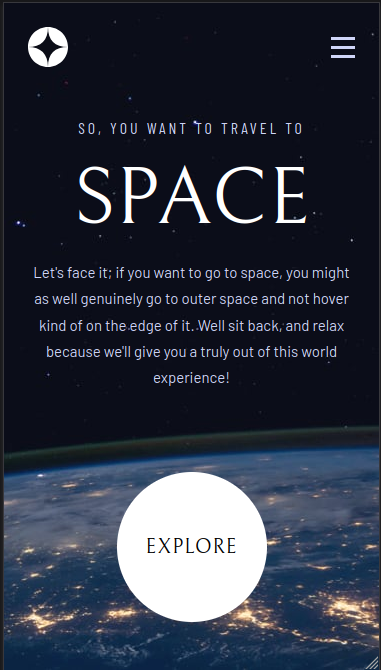 SO, YOU WANT TO TRAVEL TO
SPACE
Let's face it; if you want to go to space, you might
as well genuinely go to outer space and not hover
kind of on the edge of it. Well sit back, and relax
because we'll give you a truly out of this world
experience!
EXPLORE